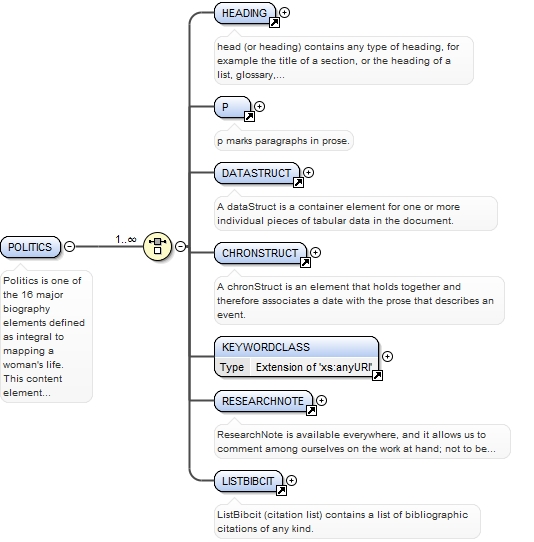 HEADING
head (or heading) contains any type of heading, for
example the title of a section, or the heading of a
list, glossary,...
P
p marks paragraphs in prose.
DATASTRUCT
A dataStruct is a container element for one or more
individual pieces of tabular data in the document.
POLITICS
1..∞
Politics is one of
the 16 major
biography
elements defined
as integral to
mapping a
woman's life.
This content
element...
CHRONSTRUCT
A chronStruct is an element that holds together and
therefore associates a date with the prose that describes an
event.
KEYWORDCLASS
Type Extension of 'xs:anyURI'
RESEARCHNOTE
ResearchNote is available everywhere, and it allows us to
comment among ourselves on the work at hand; not to be...
LISTBIBCIT
ListBibcit (citation list) contains a list of bibliographic
citations of any kind.